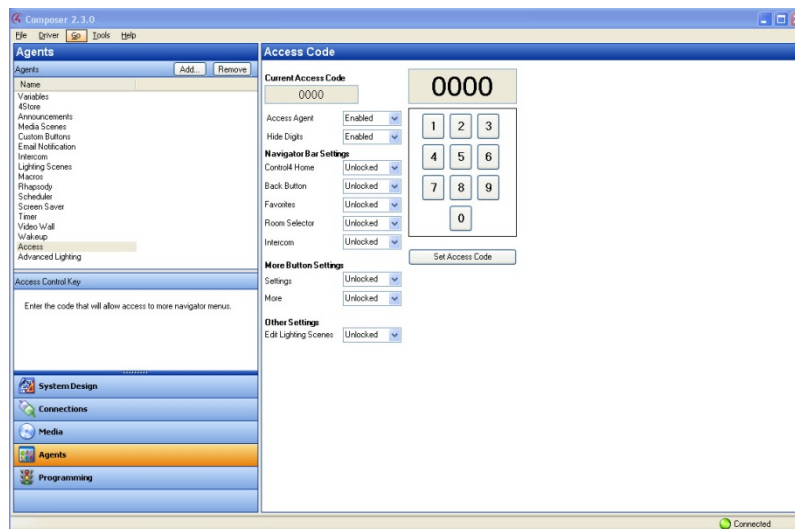 Composer 2.3.0
File Driver Go Tools Help
Agents
Agents Add... Remove
Name
Variables
4Store
Announcements
Media Scenes
Custom Buttons
Email Notification
Intercom
Lighting Scenes
Macros
Rhapsody
Scheduler
Screen Saver
Timer
Video Wall
Wakeup
Access
Advanced Lighting
Access Control Key
Enter the code that will allow access to more navigator menus.
System Design
Connections
Media
Agents
Programming
Access Code
Current Access Code
0000
Access Agent Enabled
Hide Digits Enabled
Navigator Bar Settings
Control4 Home Unlocked
Back Button Unlocked
Favorites Unlocked
Room Selector Unlocked
Intercom Unlocked
More Button Settings
Settings Unlocked
More Unlocked
Other Settings
Edit Lighting Scenes Unlocked
0000
1 2 3
4 5 6
7 8 9
0
Set Access Code
Connected